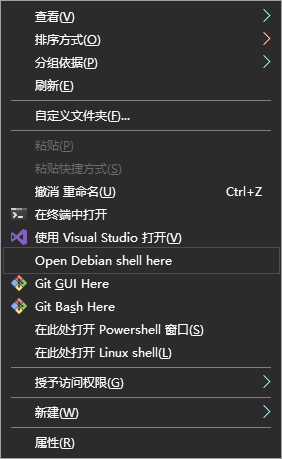 查看(V)
排序方式(O)
分组依据(P)
刷新(E)
自定义文件夹(F)...
粘贴(P)
粘贴快捷方式(S)
撤消 重命名(U) Ctrl+Z
在终端中打开
使用 Visual Studio 打开(V)
Open Debian shell here
Git GUI Here
Git Bash Here
在此处打开 Powershell 窗口(S)
在此处打开 Linux shell(L)
授予访问权限(G)
新建(W)
属性(R)